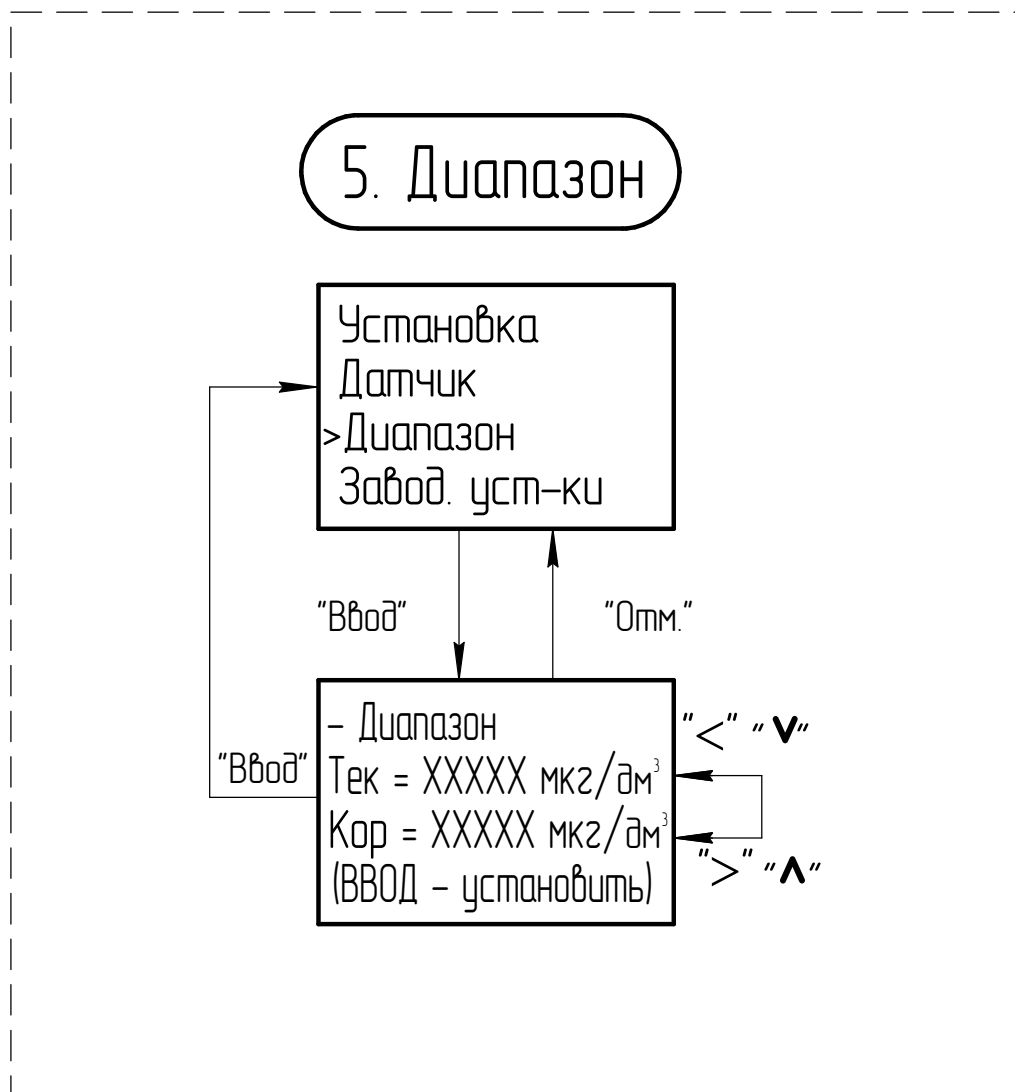 5. Диапазон
Установка
Датчик
>Диапазон
Завод. уст-ки
"Ввод"
"Отм."
"Ввод"
- Диапазон
Тек = XXXXX мкг/дм³
Кор = XXXXX мкг/дм³
(ВВОД - установить)
"<" "∨"
">" "∧"